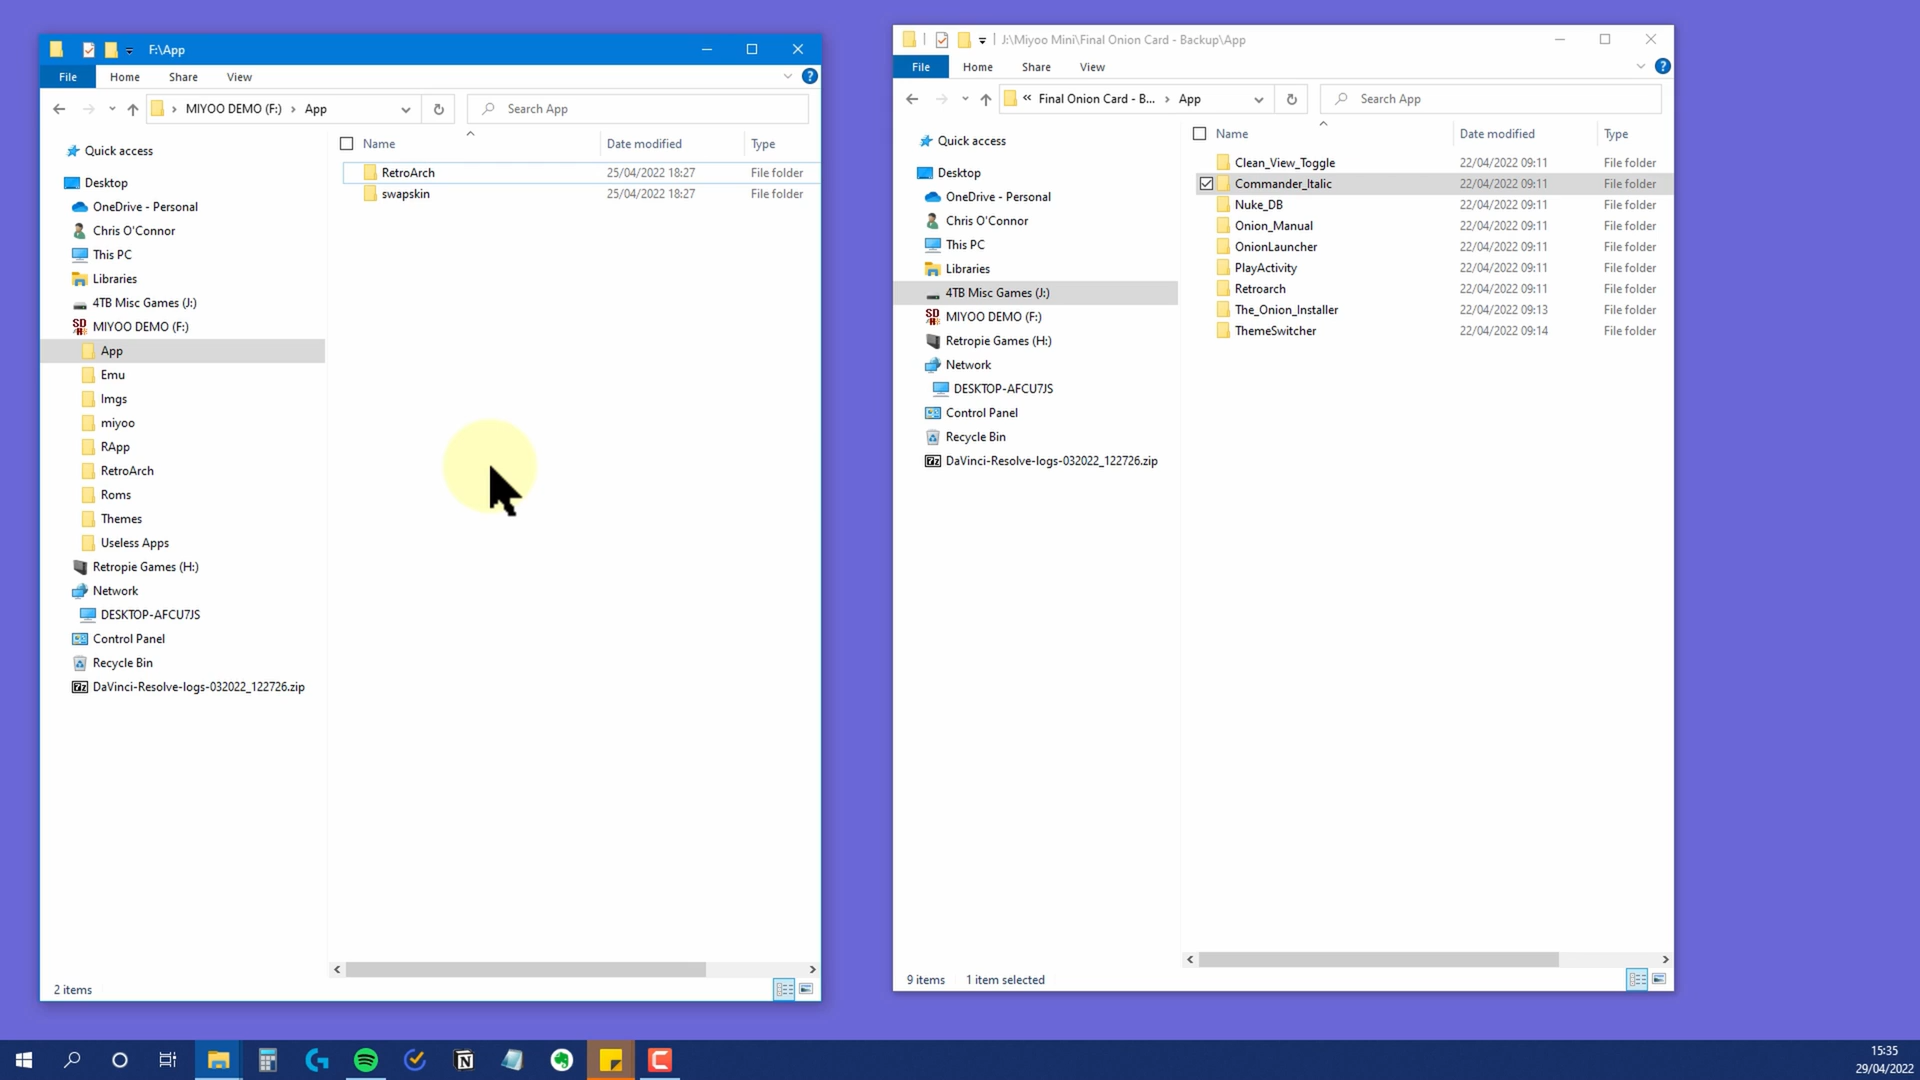 F:\App
File Home Share View
MIYOO DEMO (F:) App
Search App
Name Date modified Type
Quick access
Desktop
OneDrive - Personal
Chris O'Connor
This PC
Libraries
4TB Misc Games (J:)
MIYOO DEMO (F:)
App
Emu
Imgs
miyoo
RApp
RetroArch
Roms
Themes
Useless Apps
Retropie Games (H:)
Network
DESKTOP-AFCU7JS
Control Panel
Recycle Bin
DaVinci-Resolve-logs-032022_122726.zip
RetroArch 25/04/2022 18:27 File folder
swapskin 25/04/2022 18:27 File folder
2 items
J:\Miyoo Mini\Final Onion Card - Backup\App
File Home Share View
« Final Onion Card - B... App
Search App
Name Date modified Type
Quick access
Desktop
OneDrive - Personal
Chris O'Connor
This PC
Libraries
4TB Misc Games (J:)
MIYOO DEMO (F:)
Retropie Games (H:)
Network
DESKTOP-AFCU7JS
Control Panel
Recycle Bin
DaVinci-Resolve-logs-032022_122726.zip
Clean_View_Toggle 22/04/2022 09:11 File folder
Commander_Italic 22/04/2022 09:11 File folder
Nuke_DB 22/04/2022 09:11 File folder
Onion_Manual 22/04/2022 09:11 File folder
OnionLauncher 22/04/2022 09:11 File folder
PlayActivity 22/04/2022 09:11 File folder
Retroarch 22/04/2022 09:11 File folder
The_Onion_Installer 22/04/2022 09:13 File folder
ThemeSwitcher 22/04/2022 09:14 File folder
9 items 1 item selected
15:35
29/04/2022